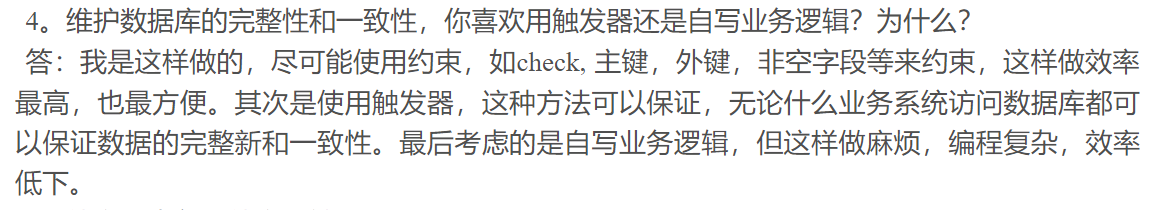 4。维护数据库的完整性和一致性，你喜欢用触发器还是自写业务逻辑？为什么？
答：我是这样做的，尽可能使用约束，如check, 主键，外键，非空字段等来约束，这样做效率
最高，也最方便。其次是使用触发器，这种方法可以保证，无论什么业务系统访问数据库都可
以保证数据的完整新和一致性。最后考虑的是自写业务逻辑，但这样做麻烦，编程复杂，效率
低下。